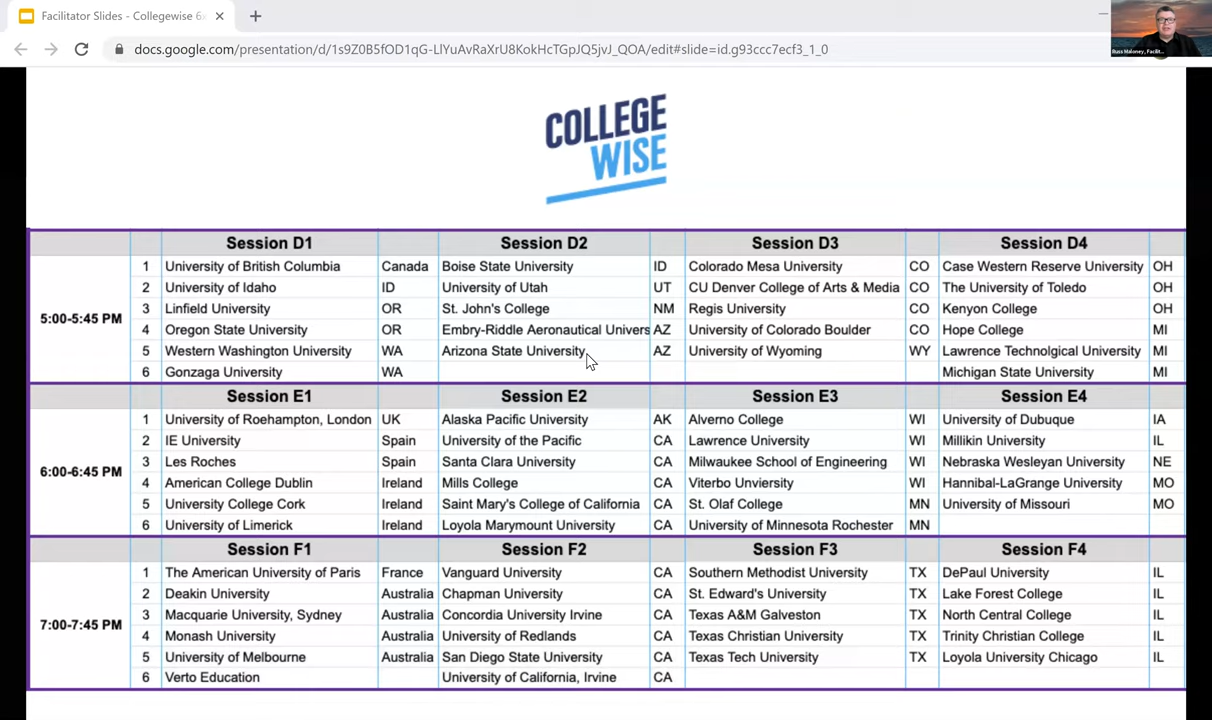 Facilitator Slides - Collegewise 6
docs.google.com/presentation/d/1s9Z0B5fOD1qG-LlYuAvRaXrU8KokHcTGpJQ5jvJ_QOA/edit#slide=id.g93ccc7ecf3_1_0
Russ Maloney, Facilit...
COLLEGE
WISE
Session D1 Session D2 Session D3 Session D4
5:00-5:45 PM
1 University of British Columbia Canada Boise State University ID Colorado Mesa University CO Case Western Reserve University OH
2 University of Idaho ID University of Utah UT CU Denver College of Arts & Media CO The University of Toledo OH
3 Linfield University OR St. John's College NM Regis University CO Kenyon College OH
4 Oregon State University OR Embry-Riddle Aeronautical Univers AZ University of Colorado Boulder CO Hope College MI
5 Western Washington University WA Arizona State University AZ University of Wyoming WY Lawrence Technolgical University MI
6 Gonzaga University WA Michigan State University MI
Session E1 Session E2 Session E3 Session E4
6:00-6:45 PM
1 University of Roehampton, London UK Alaska Pacific University AK Alverno College WI University of Dubuque IA
2 IE University Spain University of the Pacific CA Lawrence University WI Millikin University IL
3 Les Roches Spain Santa Clara University CA Milwaukee School of Engineering WI Nebraska Wesleyan University NE
4 American College Dublin Ireland Mills College CA Viterbo Unviersity WI Hannibal-LaGrange University MO
5 University College Cork Ireland Saint Mary's College of California CA St. Olaf College MN University of Missouri MO
6 University of Limerick Ireland Loyola Marymount University CA University of Minnesota Rochester MN
Session F1 Session F2 Session F3 Session F4
7:00-7:45 PM
1 The American University of Paris France Vanguard University CA Southern Methodist University TX DePaul University IL
2 Deakin University Australia Chapman University CA St. Edward's University TX Lake Forest College IL
3 Macquarie University, Sydney Australia Concordia University Irvine CA Texas A&M Galveston TX North Central College IL
4 Monash University Australia University of Redlands CA Texas Christian University TX Trinity Christian College IL
5 University of Melbourne Australia San Diego State University CA Texas Tech University TX Loyola University Chicago IL
6 Verto Education University of California, Irvine CA